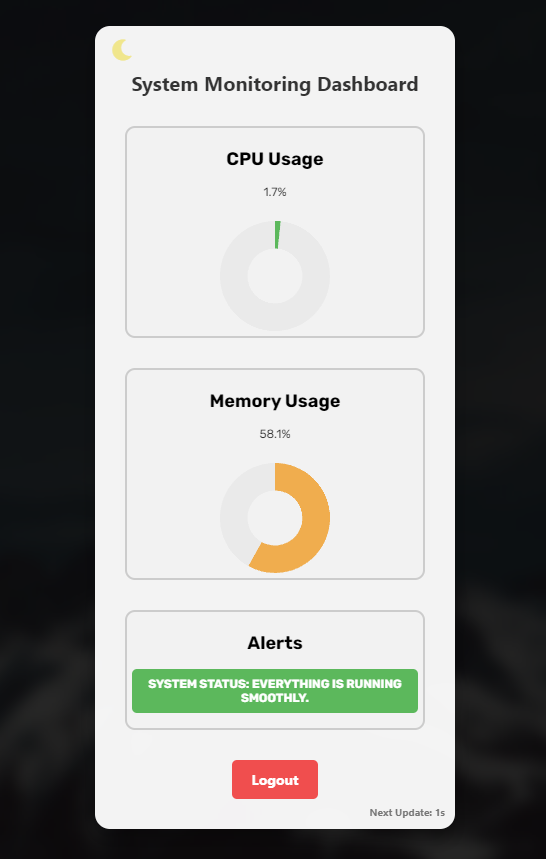 System Monitoring Dashboard
CPU Usage
1.7%
Memory Usage
58.1%
Alerts
SYSTEM STATUS: EVERYTHING IS RUNNING
SMOOTHLY.
Logout
Next Update: 1s